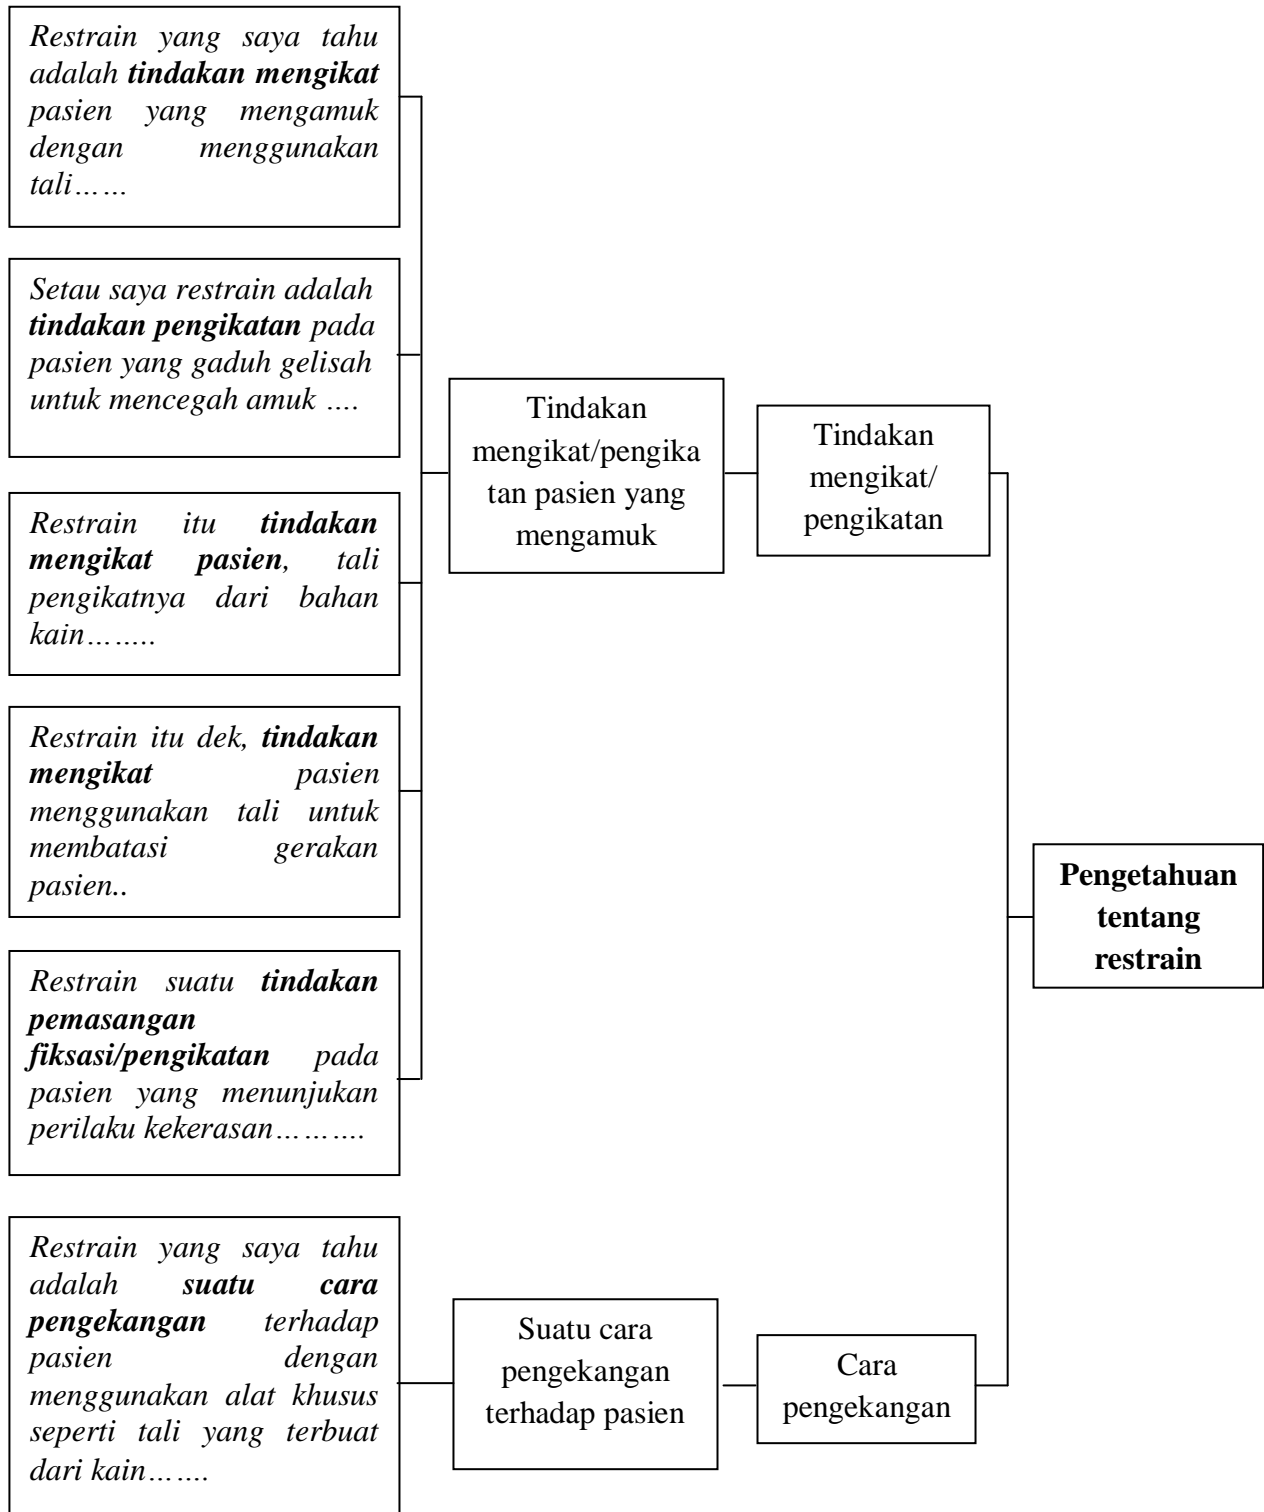 Restrain yang saya tahu
adalah tindakan mengikat
pasien yang mengamuk
dengan menggunakan
tali……
Setau saya restrain adalah
tindakan pengikatan pada
pasien yang gaduh gelisah
untuk mencegah amuk ….
Restrain itu tindakan
mengikat pasien, tali
pengikatnya dari bahan
kain……..
Restrain itu dek, tindakan
mengikat pasien
menggunakan tali untuk
membatasi gerakan
pasien..
Restrain suatu tindakan
pemasangan
fiksasi/pengikatan pada
pasien yang menunjukan
perilaku kekerasan……….
Restrain yang saya tahu
adalah suatu cara
pengekangan terhadap
pasien dengan
menggunakan alat khusus
seperti tali yang terbuat
dari kain…….
Tindakan
mengikat/pengika
tan pasien yang
mengamuk
Suatu cara
pengekangan
terhadap pasien
Tindakan
mengikat/
pengikatan
Cara
pengekangan
Pengetahuan
tentang
restrain